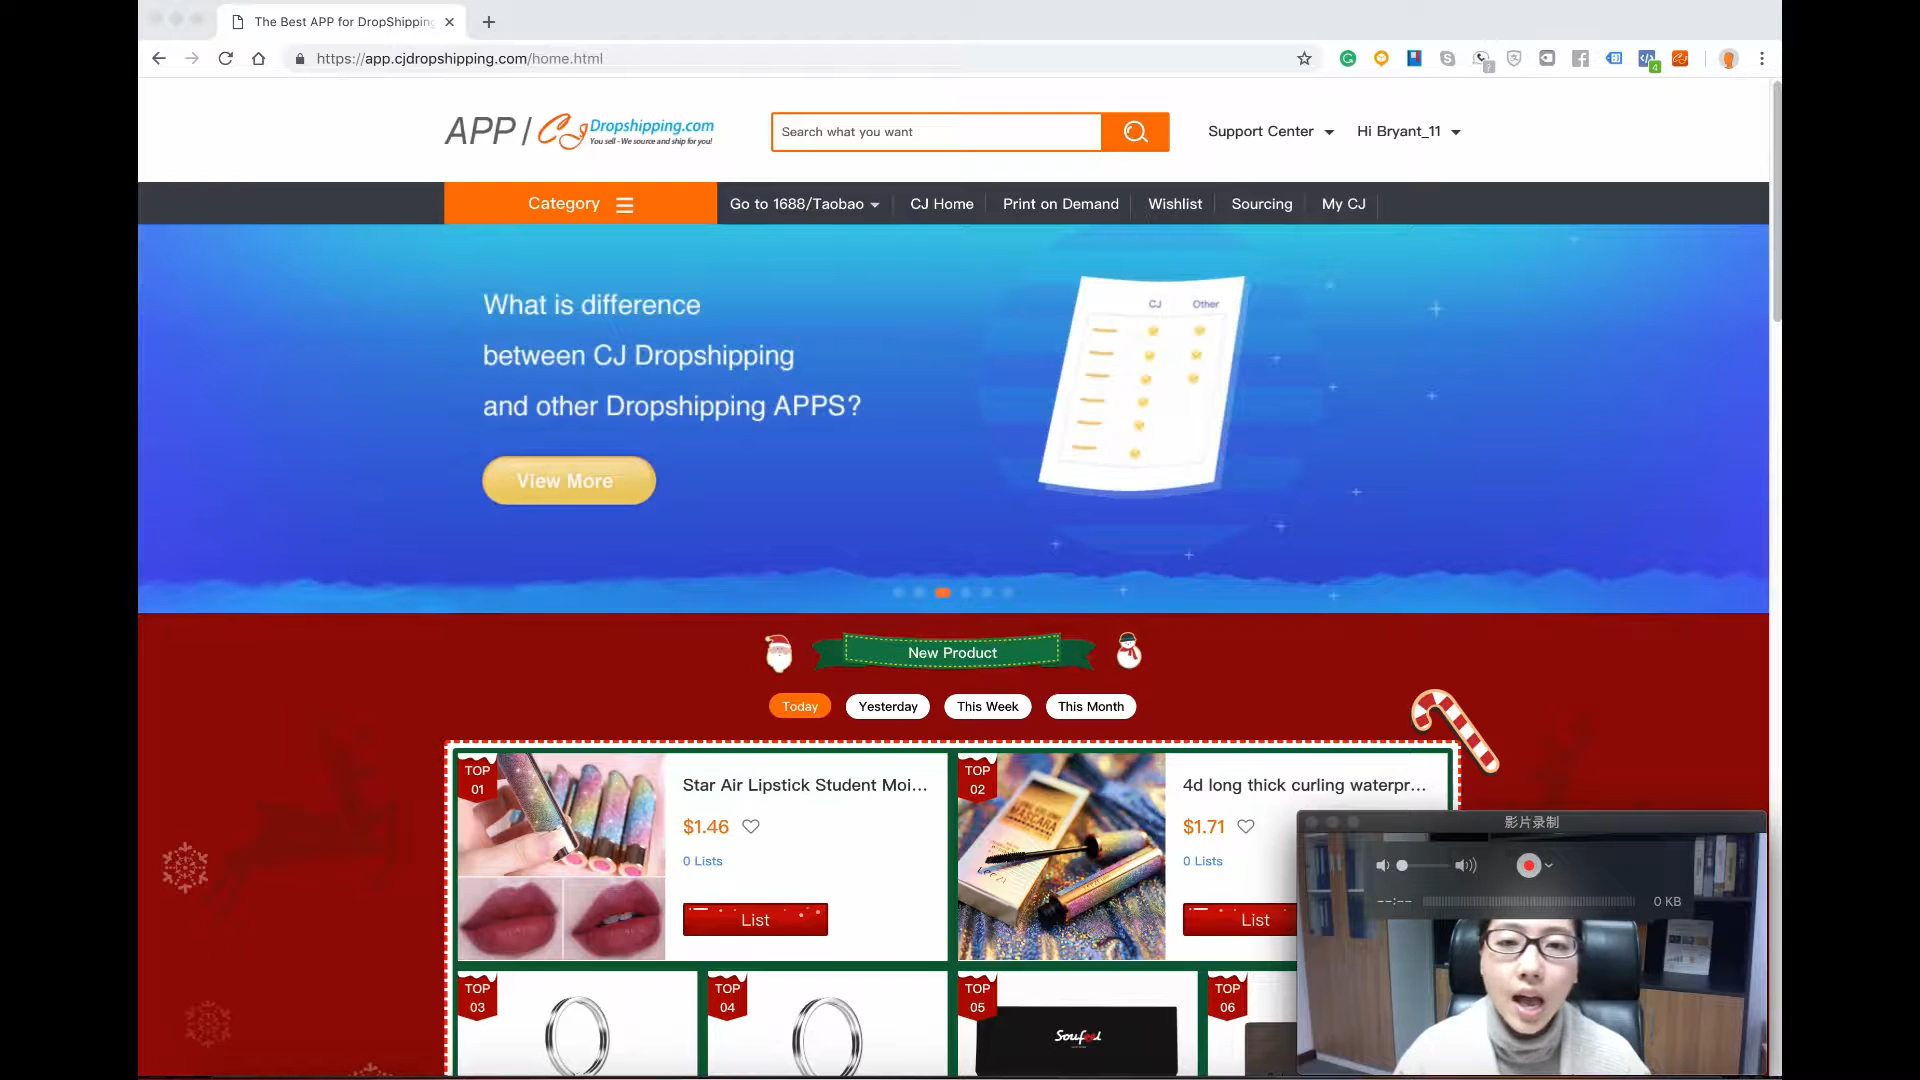 The Best APP for DropShipping
https://app.cjdropshipping.com/home.html
4
APP / CJ Dropshipping.com
You sell - We source and ship for you!
Search what you want
Support Center
Hi Bryant_11
Category
Go to 1688/Taobao
CJ Home
Print on Demand
Wishlist
Sourcing
My CJ
What is difference
between CJ Dropshipping
and other Dropshipping APPS?
View More
CJ
Other
New Product
Today
Yesterday
This Week
This Month
TOP
01
Star Air Lipstick Student Moi...
$1.46
0 Lists
List
TOP
02
4d long thick curling waterpr...
$1.71
0 Lists
List
MASCARA
TOP
03
TOP
04
TOP
05
Soufeel
TOP
06
影片录制
--:--
0 KB